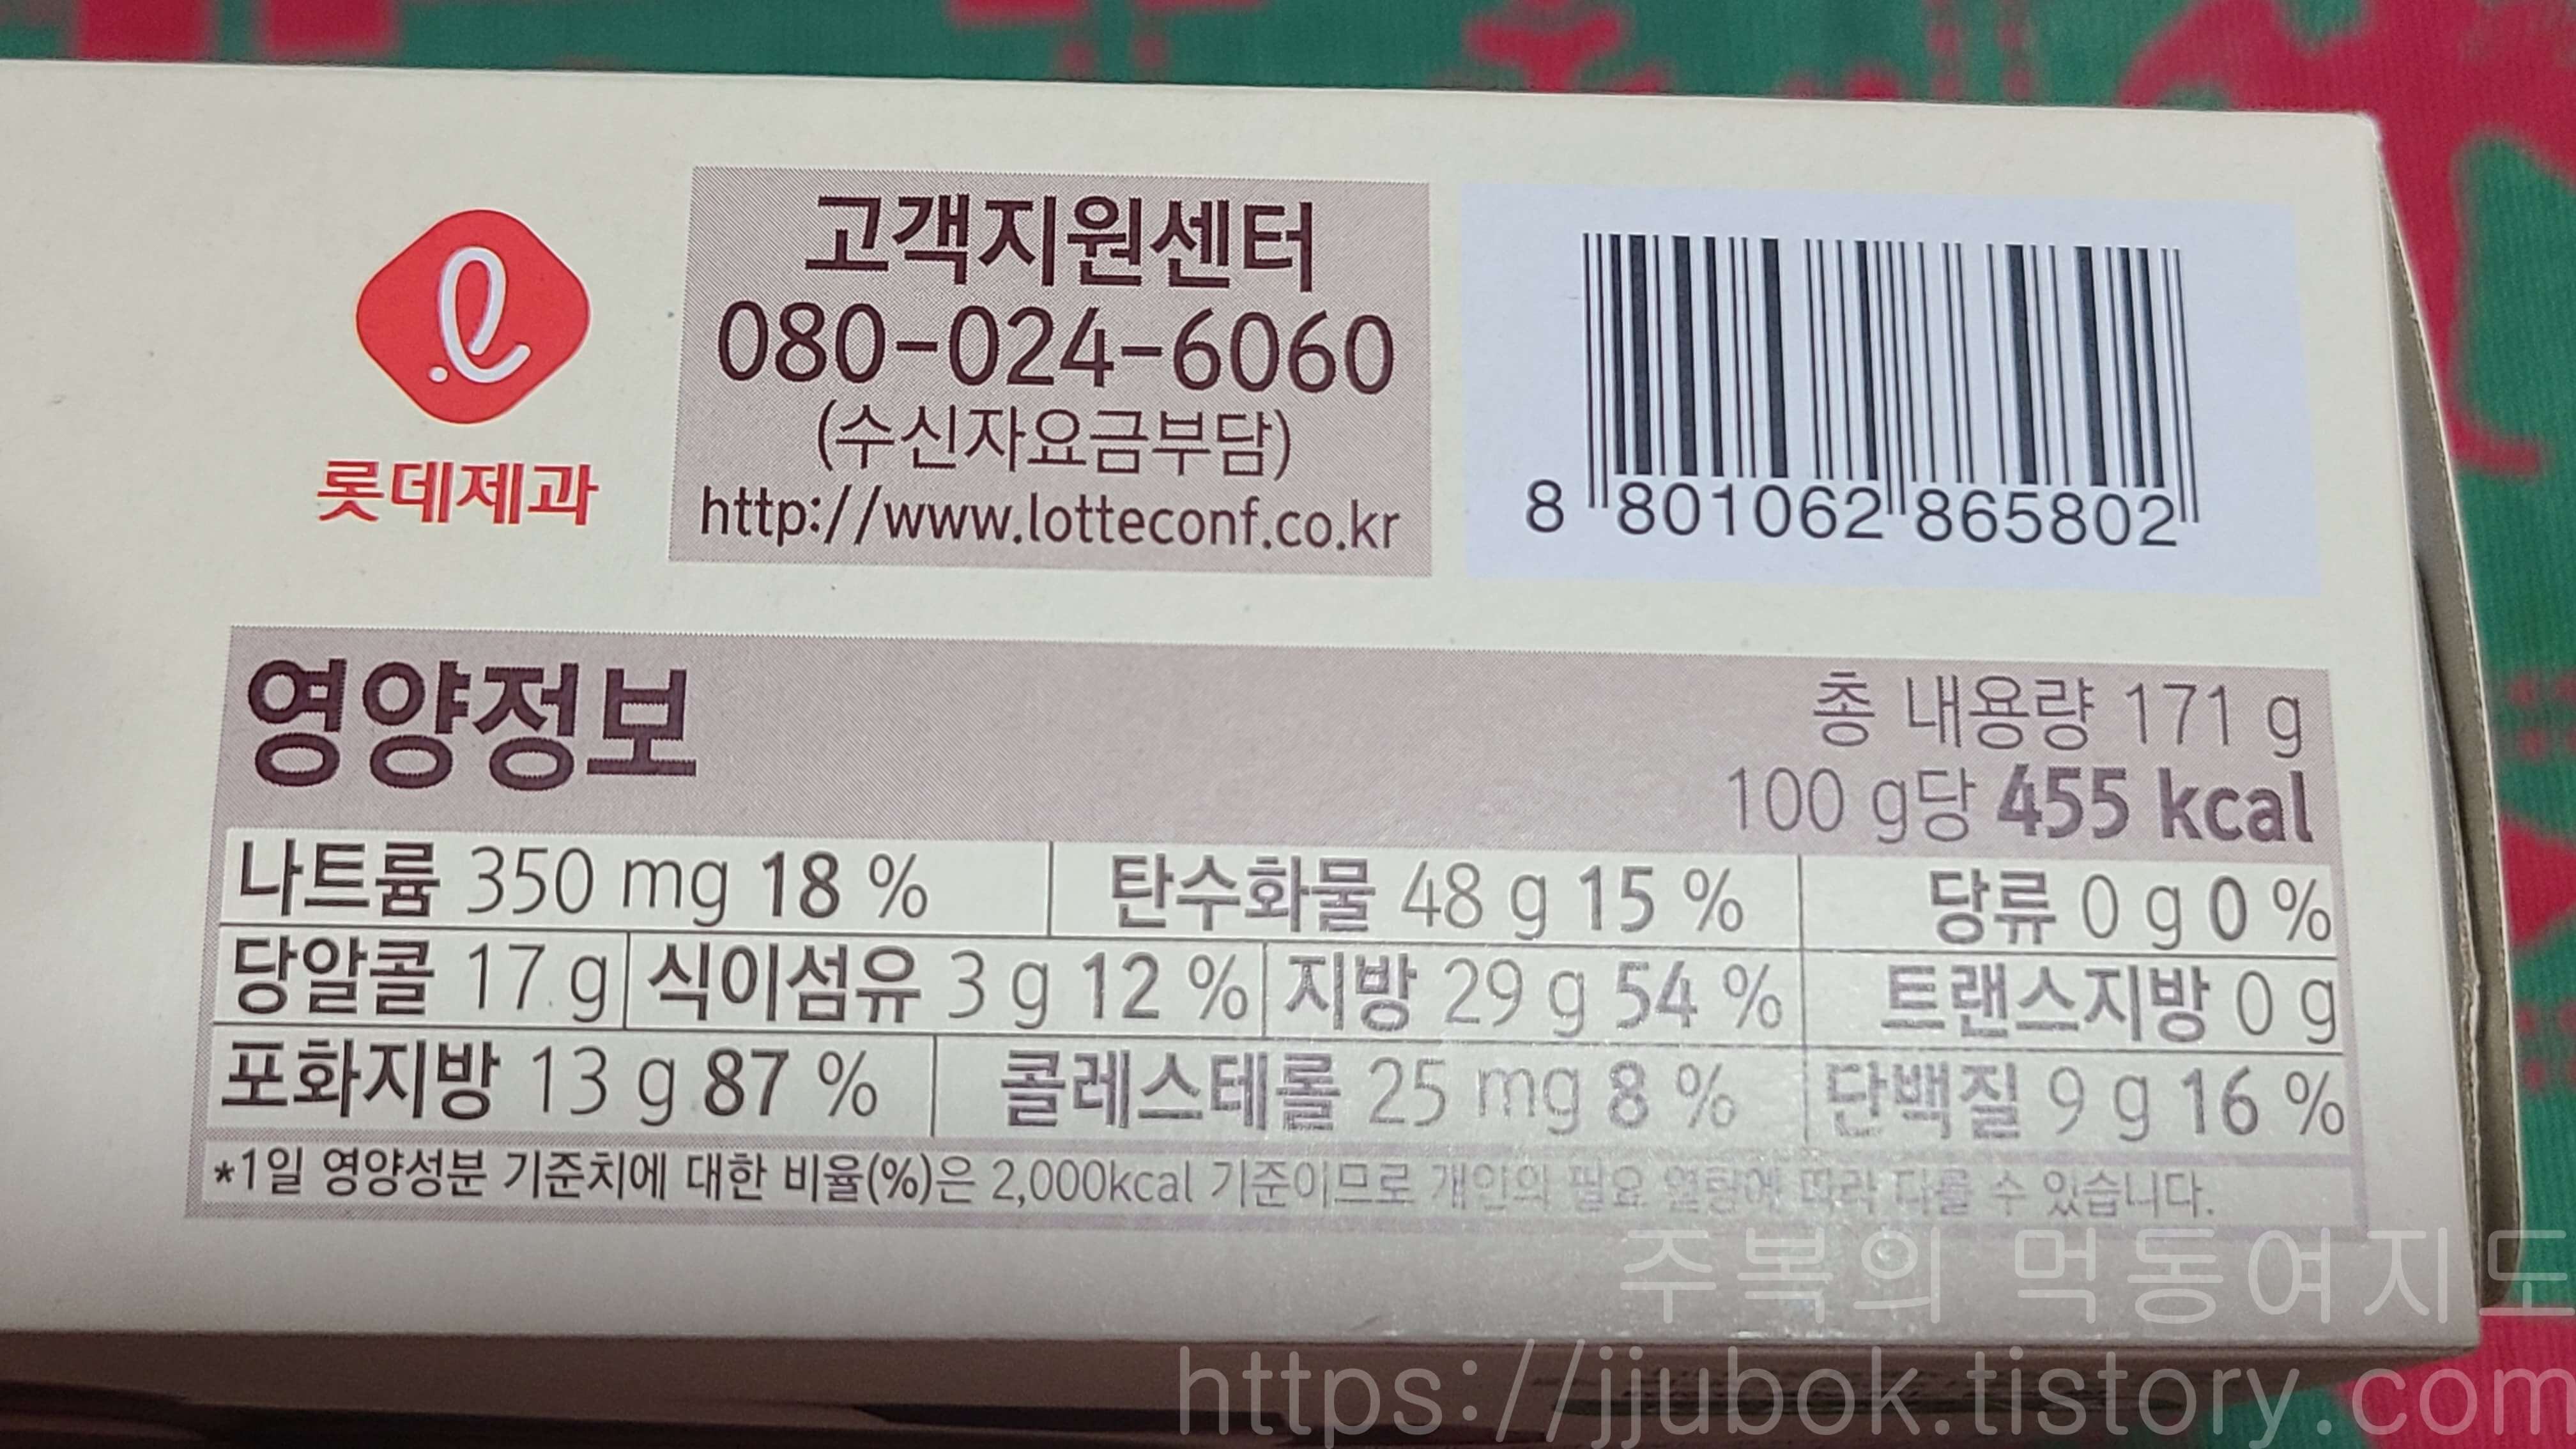 롯데제과
고객지원센터
080-024-6060
(수신자요금부담)
http://www.lotteconf.co.kr
8 801062 865802
영양정보
총 내용량 171 g
100 g당 455 kcal
나트륨 350 mg 18 % 탄수화물 48 g 15 % 당류 0 g 0 %
당알콜 17 g 식이섬유 3 g 12 % 지방 29 g 54 % 트랜스지방 0 g
포화지방 13 g 87 % 콜레스테롤 25 mg 8 % 단백질 9 g 16 %
*1일 영양성분 기준치에 대한 비율(%)은 2,000kcal 기준이므로 개인의 필요 열량에 따라 다를 수 있습니다.
주복의 먹동여지도
https://jjubok.tistory.com